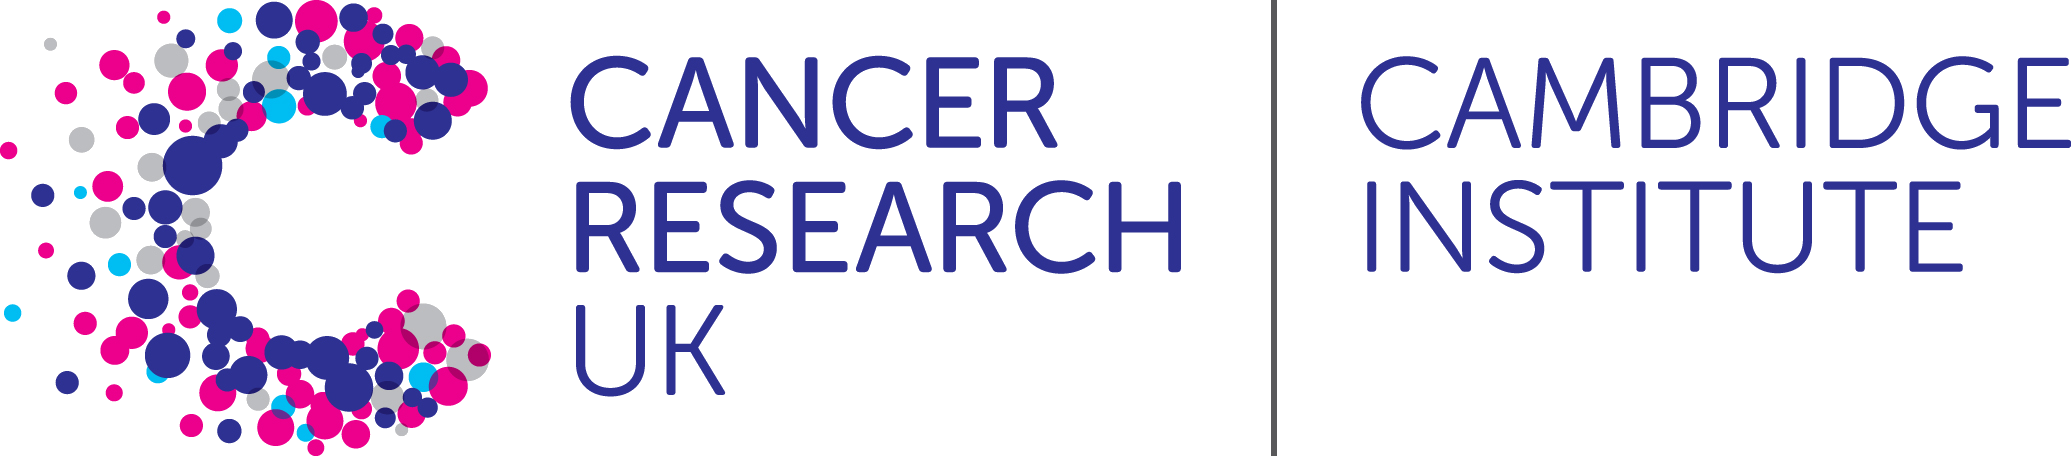 CANCER
RESEARCH
UK
CAMBRIDGE
INSTITUTE